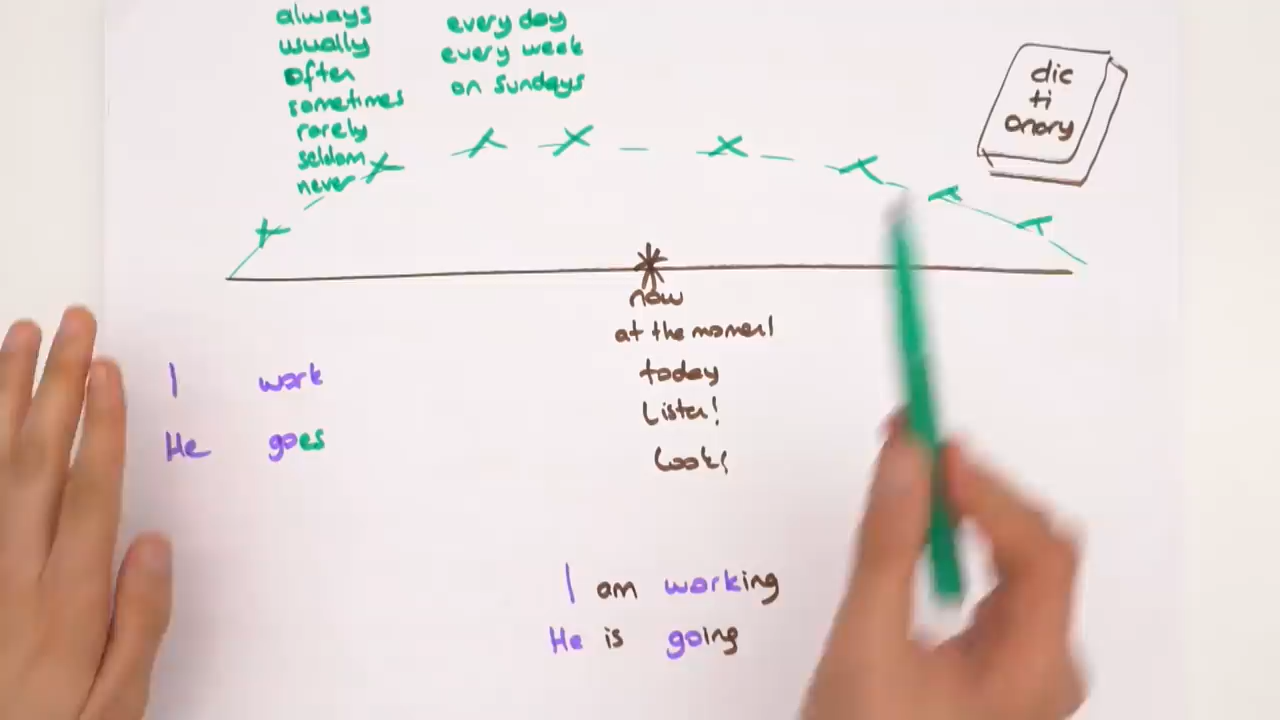 always
usually
often
sometimes
rarely
seldom
never
every day
every week
on sundays
dic
ti
onary
now
at the moment
today
Listen!
Look!
I work
He goes
I am working
He is going